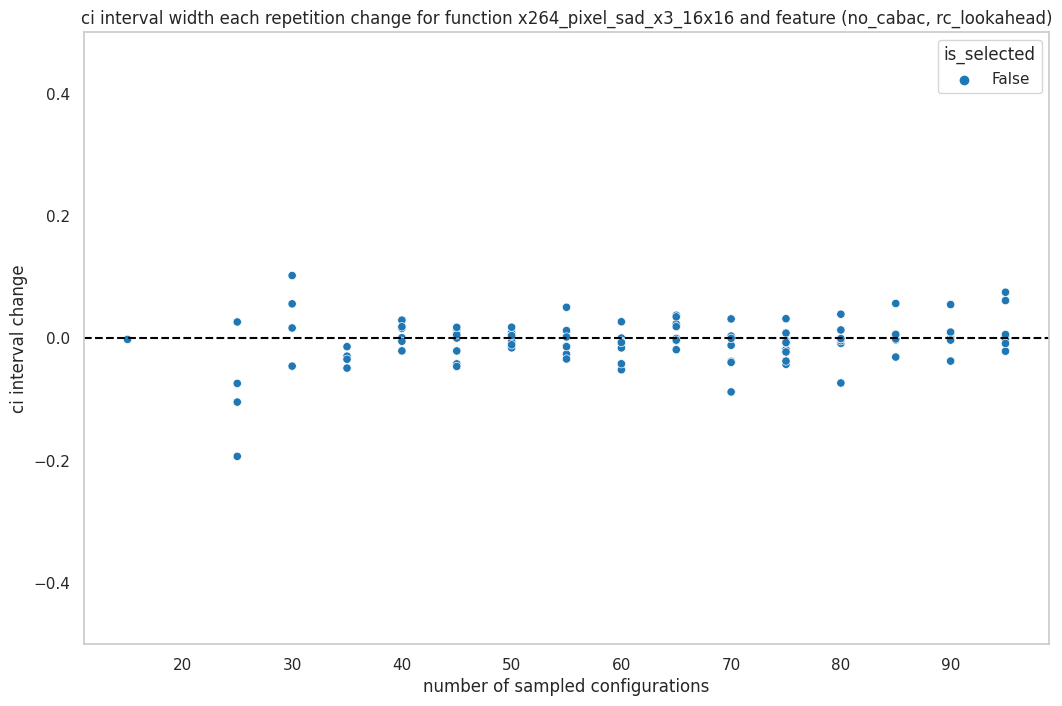 ci interval width each repetition change for function x264_pixel_sad_x3_16x16 and feature (no_cabac, rc_lookahead)
is_selected
False
ci interval change
0.4
0.2
0.0
−0.2
−0.4
20 30 40 50 60 70 80 90
number of sampled configurations